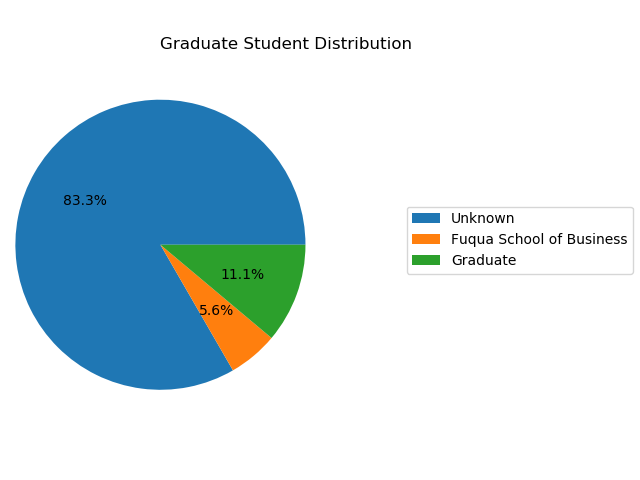 Graduate Student Distribution
83.3%
11.1%
5.6%
Unknown
Fuqua School of Business
Graduate